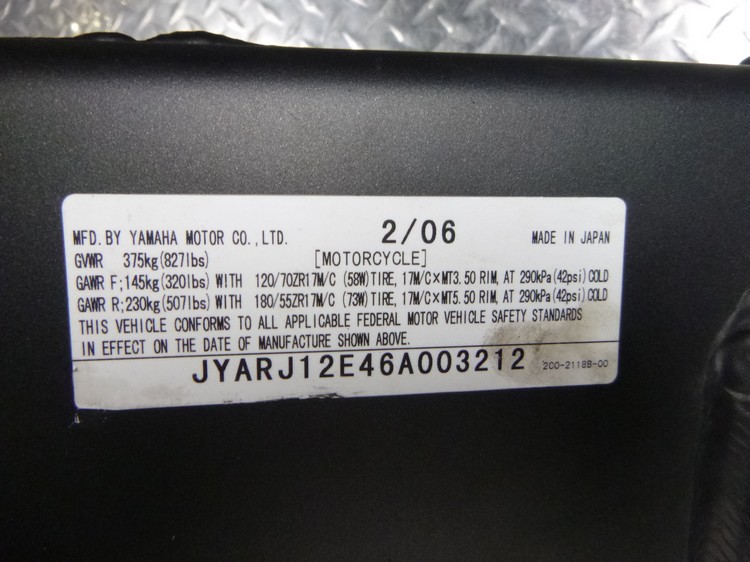 MFD. BY YAMAHA MOTOR CO., LTD. 2/06 MADE IN JAPAN
GVWR 375kg(827lbs) [MOTORCYCLE]
GAWR F;145kg(320lbs) WITH 120/70ZR17M/C (58W)TIRE, 17M/C×MT3.50 RIM, AT 290kPa(42psi)COLD
GAWR R;230kg(507lbs) WITH 180/55ZR17M/C (73W)TIRE, 17M/C×MT5.50 RIM, AT 290kPa(42psi)COLD
THIS VEHICLE CONFORMS TO ALL APPLICABLE FEDERAL MOTOR VEHICLE SAFETY STANDARDS
IN EFFECT ON THE DATE OF MANUFACTURE SHOWN ABOVE.
JYARJ12E46A003212 2C0-2118B-00